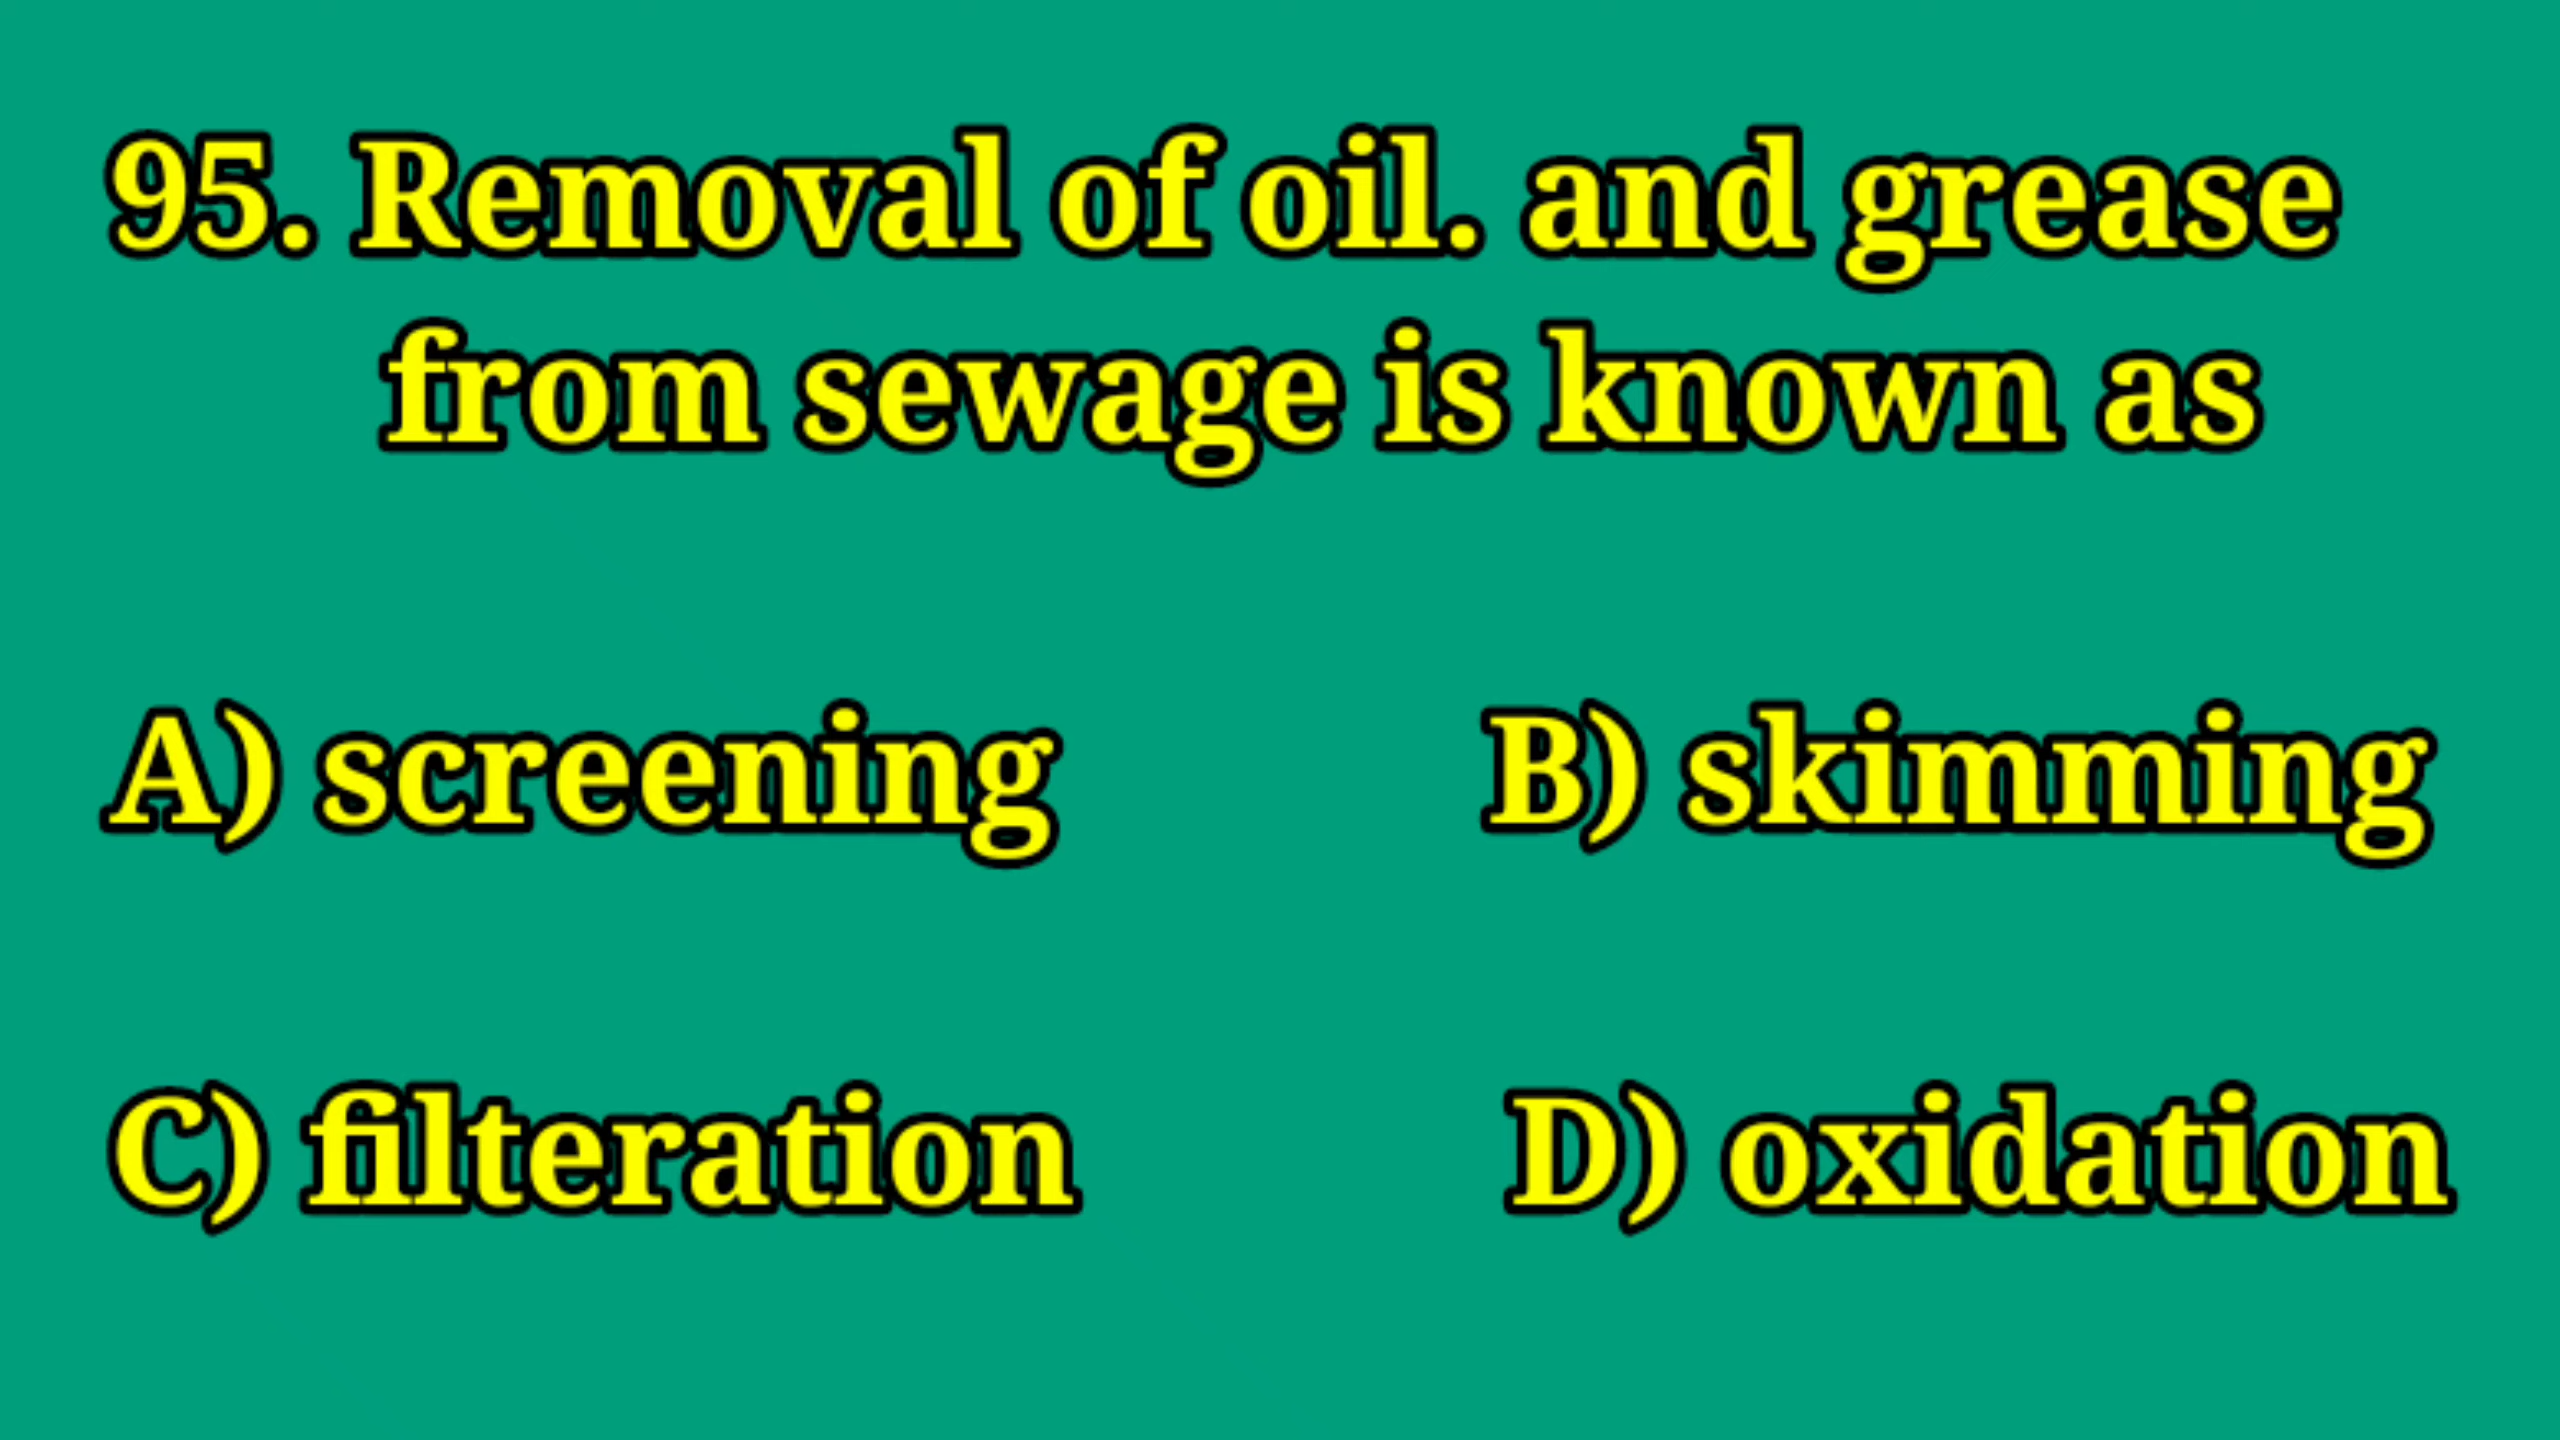 95. Removal of oil. and grease
from sewage is known as
A) screening
B) skimming
C) filteration
D) oxidation